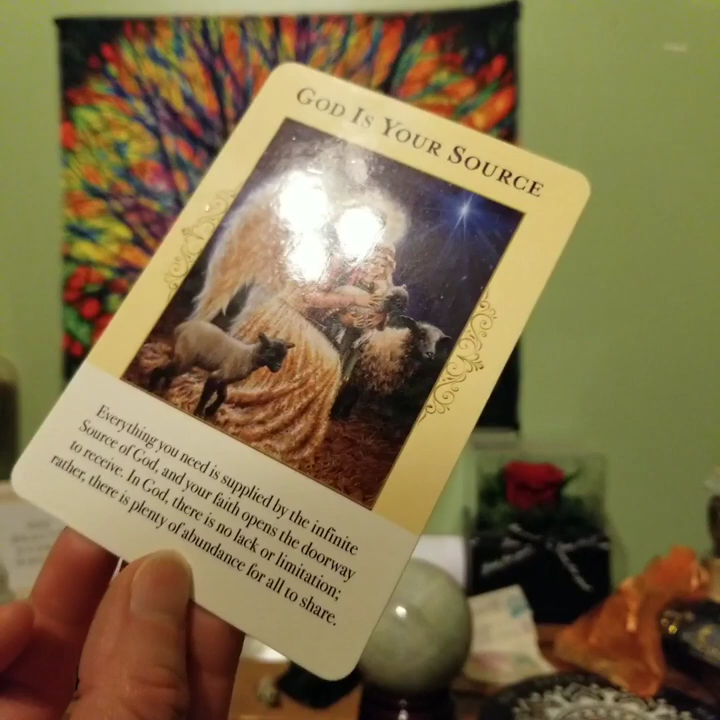 GOD IS YOUR SOURCE
Everything you need is supplied by the infinite
Source of God, and your faith opens the doorway
to receive. In God, there is no lack or limitation;
rather, there is plenty of abundance for all to share.